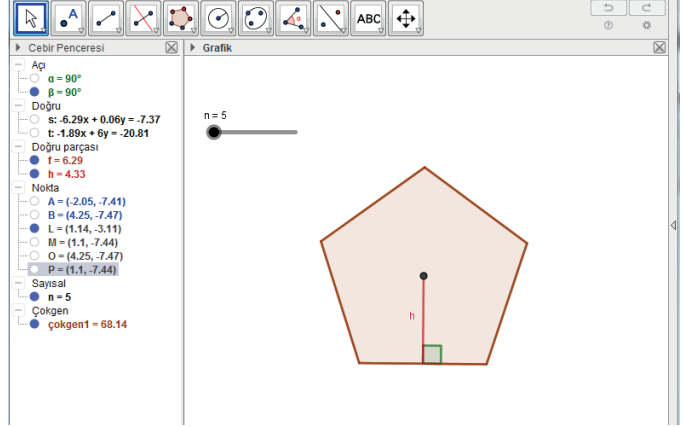 A
α
ABC
Cebir Penceresi
Grafik
Açı
α = 90°
β = 90°
Doğru
s: -6.29x + 0.06y = -7.37
t: -1.89x + 6y = -20.81
Doğru parçası
f = 6.29
h = 4.33
Nokta
A = (-2.05, -7.41)
B = (4.25, -7.47)
L = (1.14, -3.11)
M = (1.1, -7.44)
O = (4.25, -7.47)
P = (1.1, -7.44)
Sayısal
n = 5
Çokgen
çokgen1 = 68.14
n = 5
h